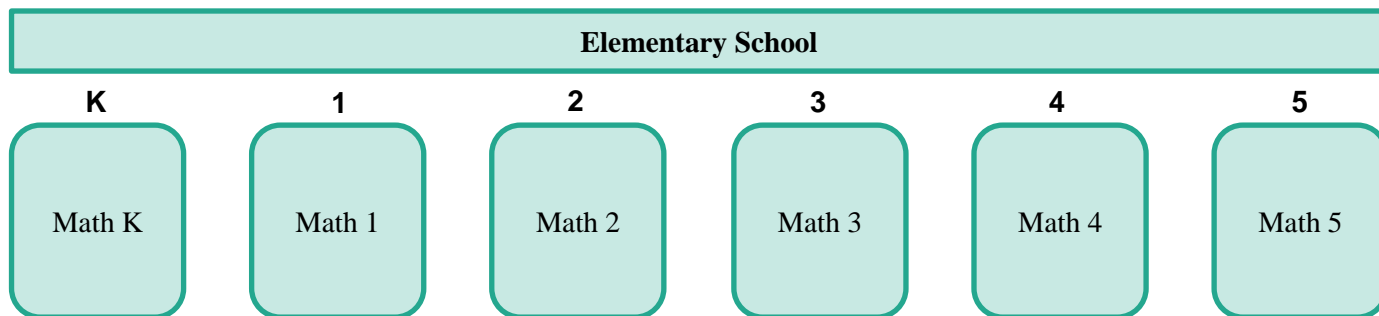 Elementary School
K 1 2 3 4 5
Math K Math 1 Math 2 Math 3 Math 4 Math 5